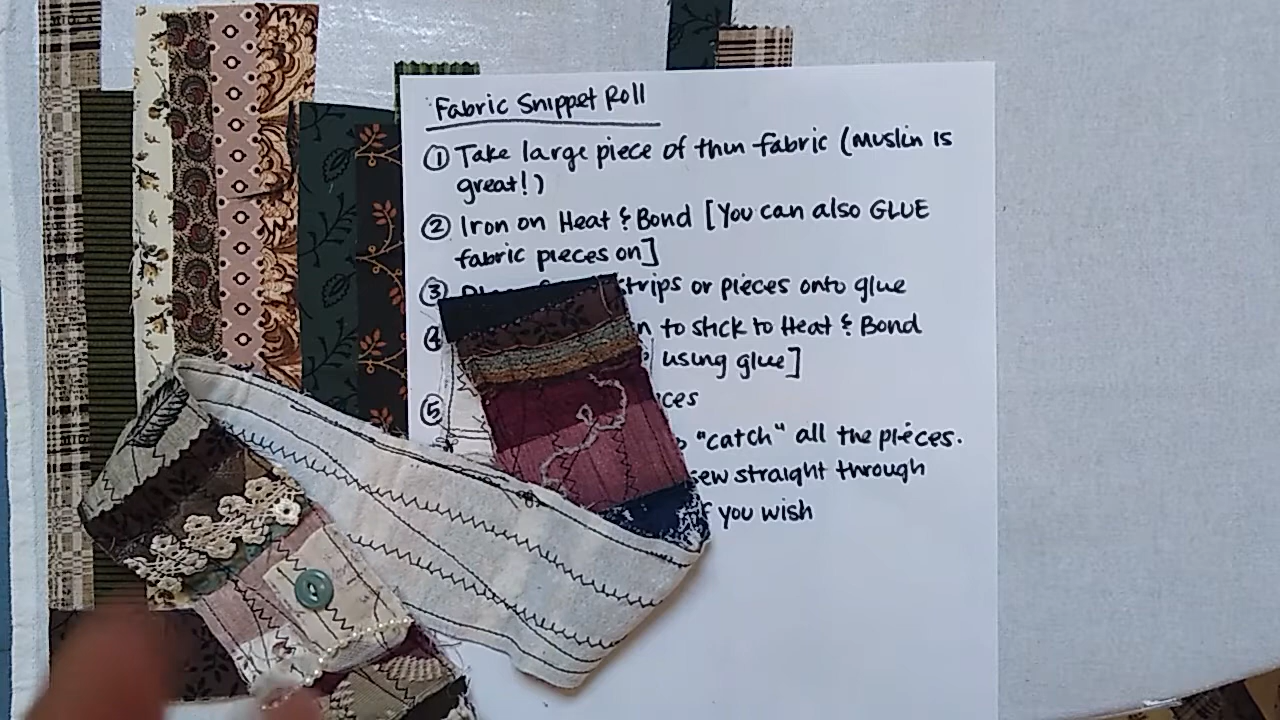 Fabric Snippet Roll
① Take large piece of thin fabric (Muslin is
great!)
② Iron on Heat & Bond [You can also GLUE
fabric pieces on]
③ strips or pieces onto glue
④ to stick to Heat & Bond
using glue]
⑤
"catch" all the pieces.
sew straight through
if you wish